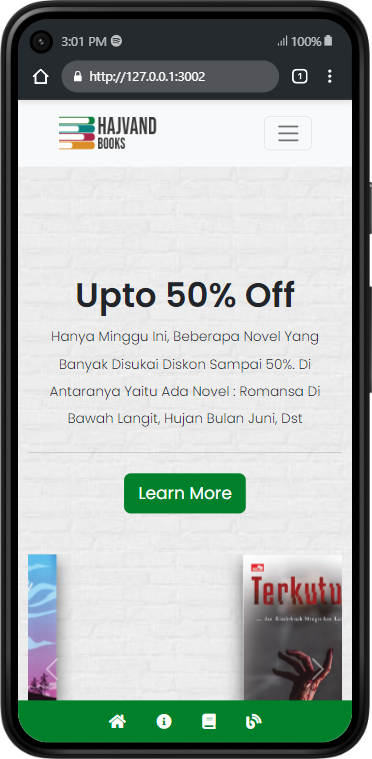 3:01 PM
100%
http://127.0.0.1:3002
1
HAJVAND
BOOKS
Upto 50% Off
Hanya Minggu Ini, Beberapa Novel Yang
Banyak Disukai Diskon Sampai 50%. Di
Antaranya Yaitu Ada Novel : Romansa Di
Bawah Langit, Hujan Bulan Juni, Dst
Learn More
Terkutu